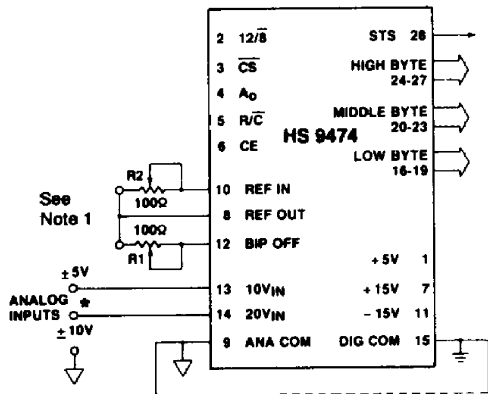 2 12/8̅ STS 28
3 C̅S̅ HIGH BYTE
24-27
4 Ao
MIDDLE BYTE
5 R/C̅ 20-23
6 CE HS 9474
LOW BYTE
16-19
R2
100Ω
10 REF IN
See
Note 1
8 REF OUT
100Ω
12 BIP OFF
R1
+5V 1
±5V
13 10VIN +15V 7
ANALOG *
INPUTS
14 20VIN -15V 11
±10V
9 ANA COM DIG COM 15